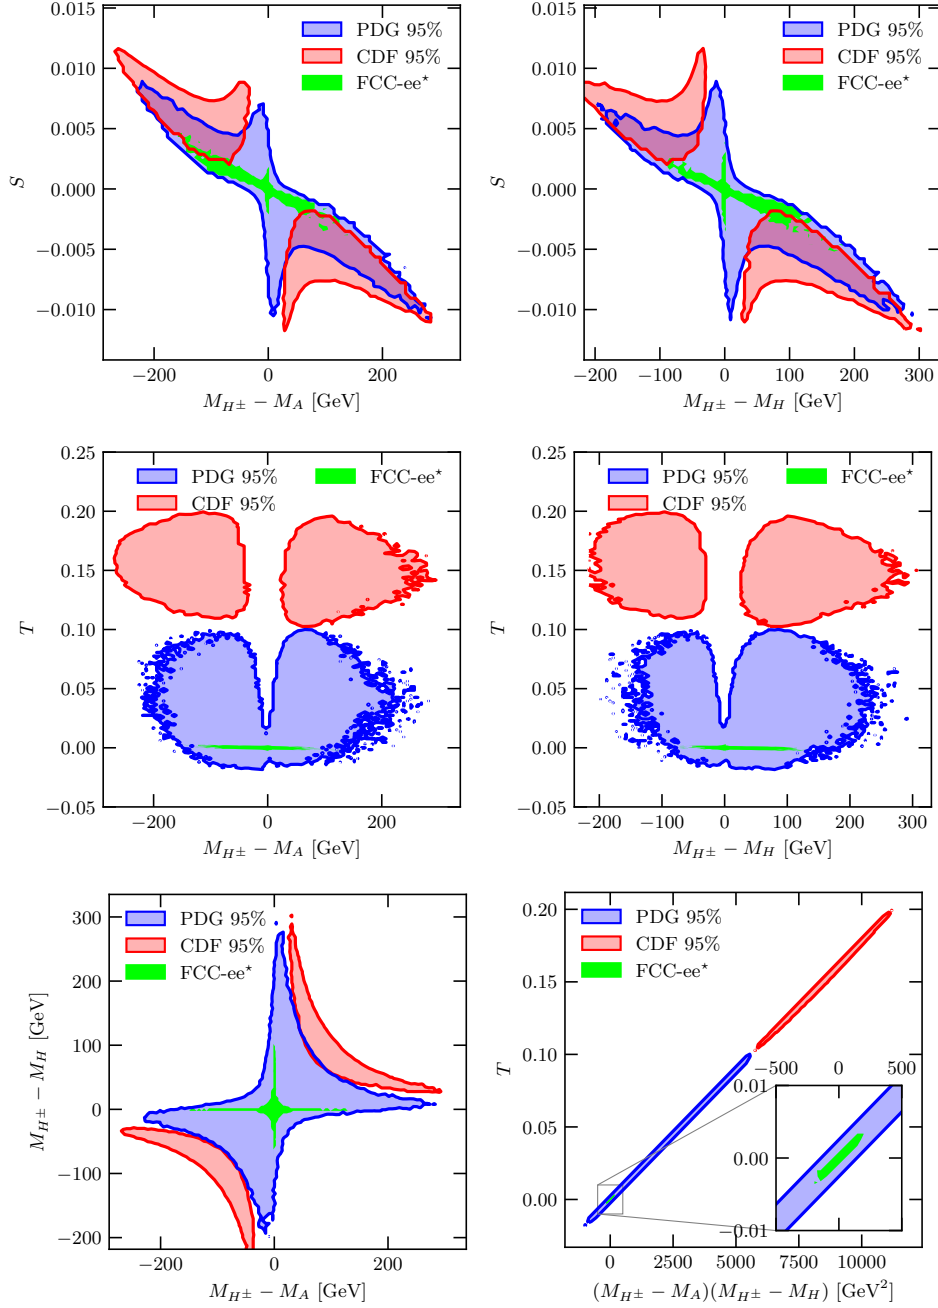 0.015
0.010
0.005
0.000
−0.005
−0.010
S
PDG 95%
CDF 95%
FCC-ee⋆
−200 0 200
M_{H±} − M_A [GeV]
0.015
0.010
0.005
0.000
−0.005
−0.010
S
PDG 95%
CDF 95%
FCC-ee⋆
−200 −100 0 100 200 300
M_{H±} − M_H [GeV]
0.25
0.20
0.15
0.10
0.05
0.00
−0.05
T
PDG 95% FCC-ee⋆
CDF 95%
−200 0 200
M_{H±} − M_A [GeV]
0.25
0.20
0.15
0.10
0.05
0.00
−0.05
T
PDG 95% FCC-ee⋆
CDF 95%
−200 −100 0 100 200 300
M_{H±} − M_H [GeV]
300
200
100
0
−100
−200
M_{H±} − M_H [GeV]
PDG 95%
CDF 95%
FCC-ee⋆
−200 0 200
M_{H±} − M_A [GeV]
0.20
0.15
0.10
0.05
0.00
T
PDG 95%
CDF 95%
FCC-ee⋆
−500 0 500
0.01
0.00
−0.01
0 2500 5000 7500 10000
(M_{H±} − M_A)(M_{H±} − M_H) [GeV²]